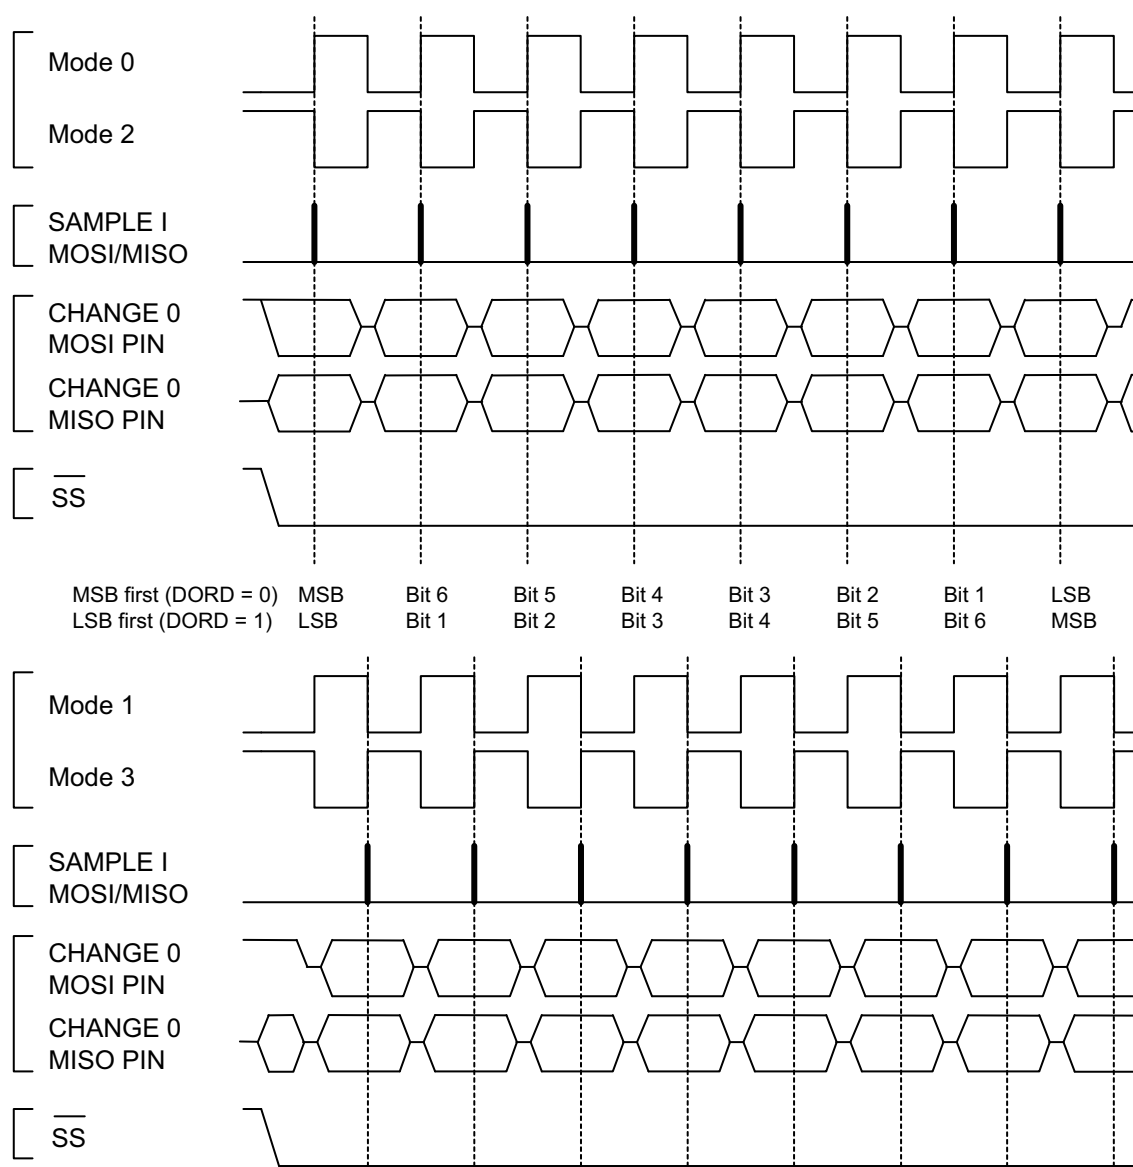 Mode 0
Mode 2
SAMPLE I
MOSI/MISO
CHANGE 0
MOSI PIN
CHANGE 0
MISO PIN
SS
MSB first (DORD = 0) MSB Bit 6 Bit 5 Bit 4 Bit 3 Bit 2 Bit 1 LSB
LSB first (DORD = 1) LSB Bit 1 Bit 2 Bit 3 Bit 4 Bit 5 Bit 6 MSB
Mode 1
Mode 3
SAMPLE I
MOSI/MISO
CHANGE 0
MOSI PIN
CHANGE 0
MISO PIN
SS